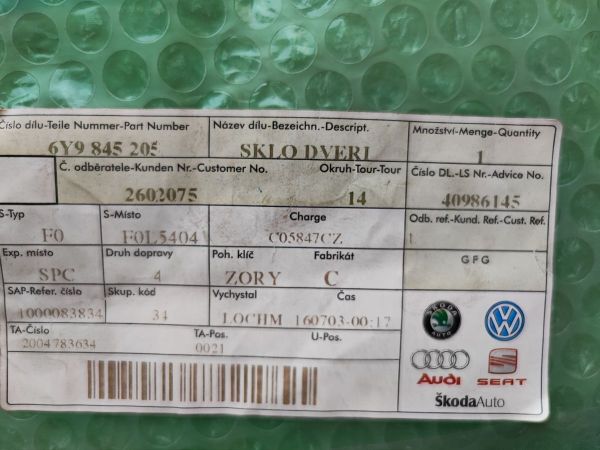 Číslo dílu-Teile Nummer-Part Number Název dílu-Bezeichn.-Descript. Množství-Menge-Quantity
6Y9 845 205 SKLO DVERI 1
Č. odběratele-Kunden Nr.-Customer No. Okruh-Tour-Tour Číslo DL.-LS Nr.-Advice No.
2602075 14 40986145
S-Typ S-Místo Charge Odb. ref.-Kund. Ref.-Cust. Ref.
F0 F0L5404 C05847CZ
Exp. místo Druh dopravy Poh. klíč Fabrikát GFG
SPC 4 ZORY C
SAP-Refer. číslo Skup. kód Vychystal Čas
1000083834 34 LOCHM 160703-00:17
TA-Číslo TA-Pos. U-Pos.
2004783634 0021
ŠKODA
AUTO
Audi SEAT
ŠkodaAuto